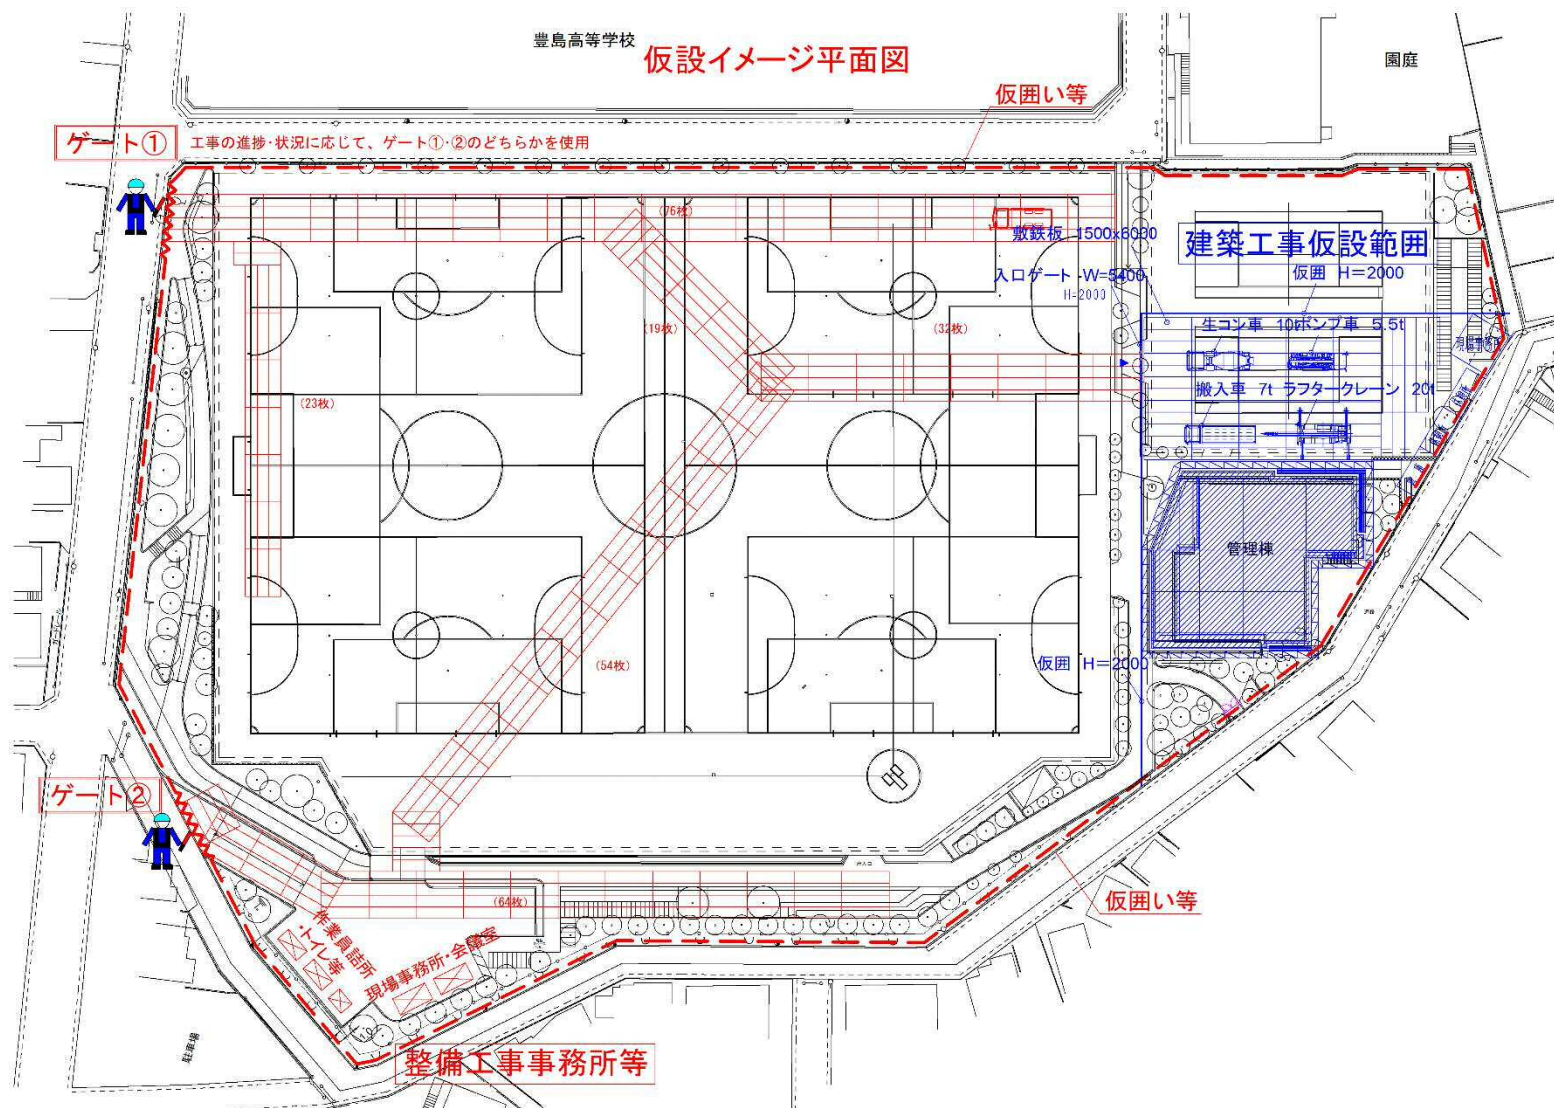 豊島高等学校
仮設イメージ平面図
園庭
仮囲い等
ゲート①
工事の進捗・状況に応じて、ゲート①・②のどちらかを使用
(76枚)
敷鉄板 1500x6000
建築工事仮設範囲
入口ゲート W=5400
H=2000
仮囲 H=2000
(19枚)
(32枚)
生コン車 10t
ポンプ車 5.5t
搬入車 7t
ラフタークレーン 20t
(23枚)
管理棟
(54枚)
仮囲 H=2000
ゲート②
(64枚)
作業員詰所
・トイレ等
現場事務所・会議室
仮囲い等
整備工事事務所等
駐車場